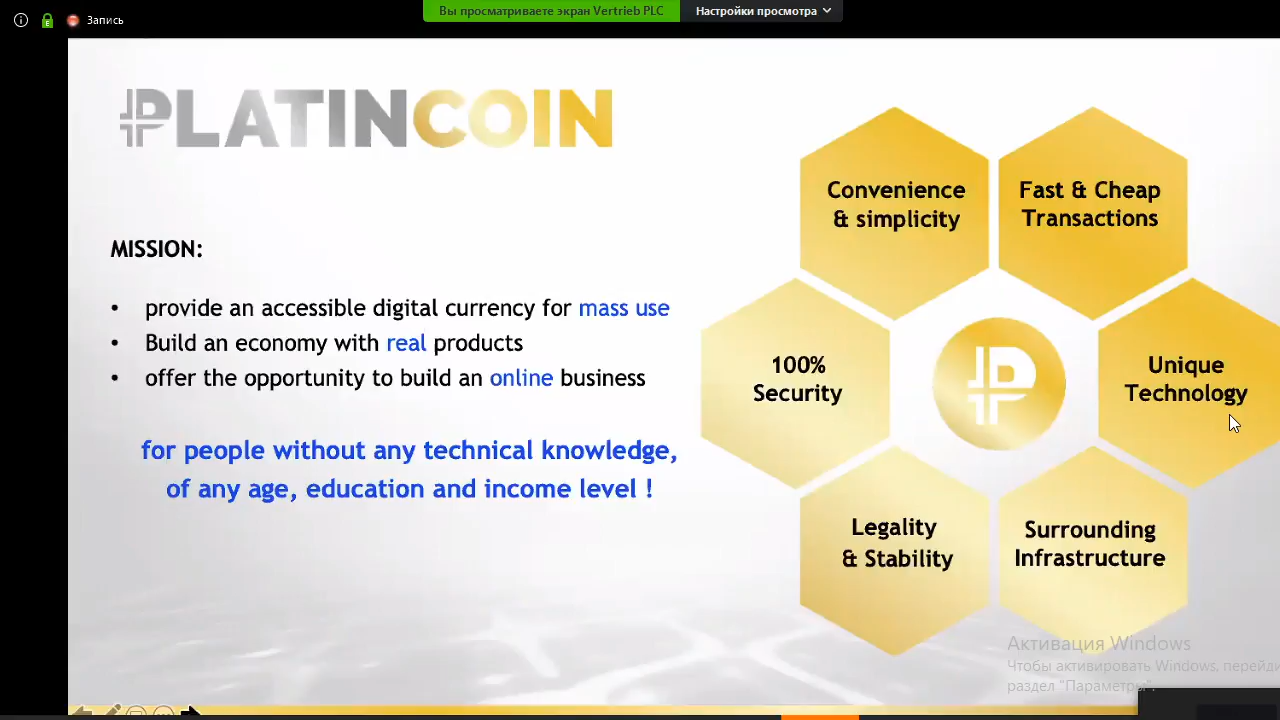 Запись
Вы просматриваете экран Vertrieb PLC
Настройки просмотра
PLATINCOIN
MISSION:
• provide an accessible digital currency for mass use
• Build an economy with real products
• offer the opportunity to build an online business
for people without any technical knowledge,
of any age, education and income level !
Convenience
& simplicity
Fast & Cheap
Transactions
100%
Security
Unique
Technology
Legality
& Stability
Surrounding
Infrastructure
Активация Windows
Чтобы активировать Windows, перейди
раздел "Параметры".